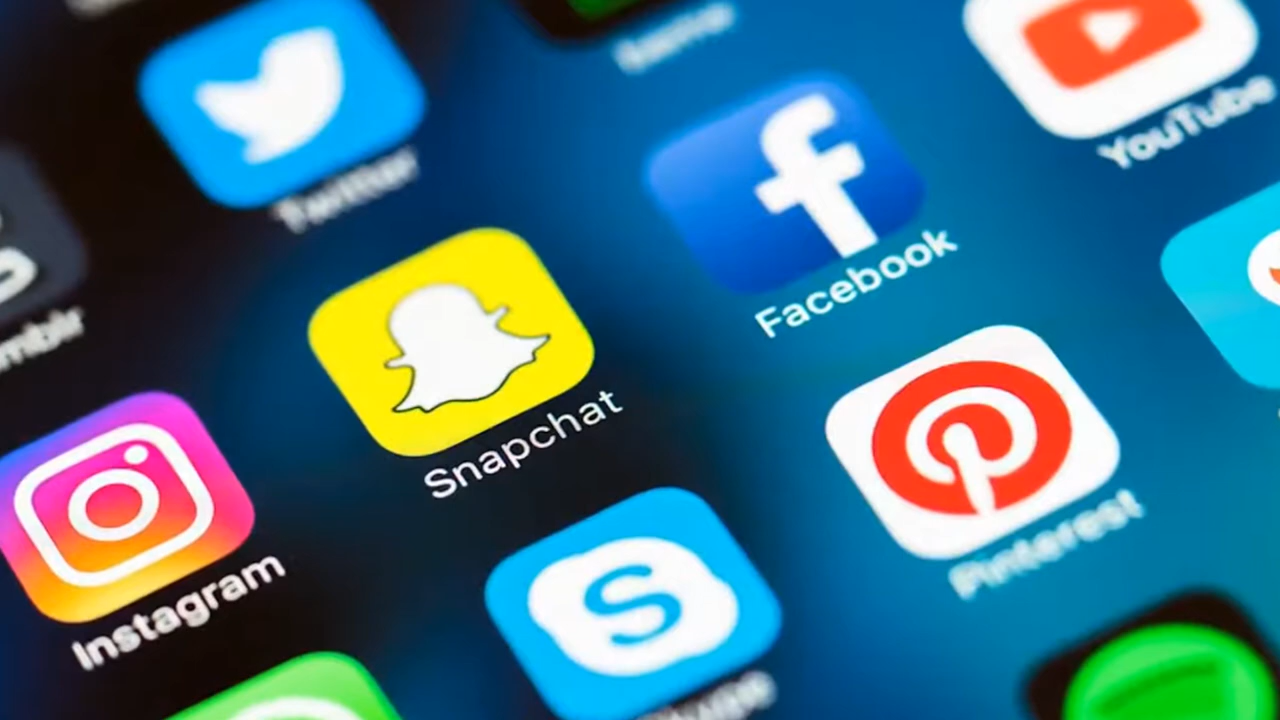 Twitter
YouTube
Facebook
Snapchat
Pinterest
Instagram